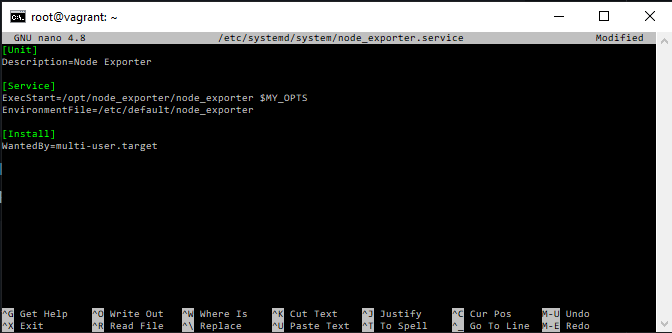 root@vagrant: ~
GNU nano 4.8 /etc/systemd/system/node_exporter.service Modified
[Unit]
Description=Node Exporter
[Service]
ExecStart=/opt/node_exporter/node_exporter $MY_OPTS
EnvironmentFile=/etc/default/node_exporter
[Install]
WantedBy=multi-user.target
^G Get Help ^O Write Out ^W Where Is ^K Cut Text ^J Justify ^C Cur Pos M-U Undo
^X Exit ^R Read File ^\ Replace ^U Paste Text ^T To Spell ^_ Go To Line M-E Redo